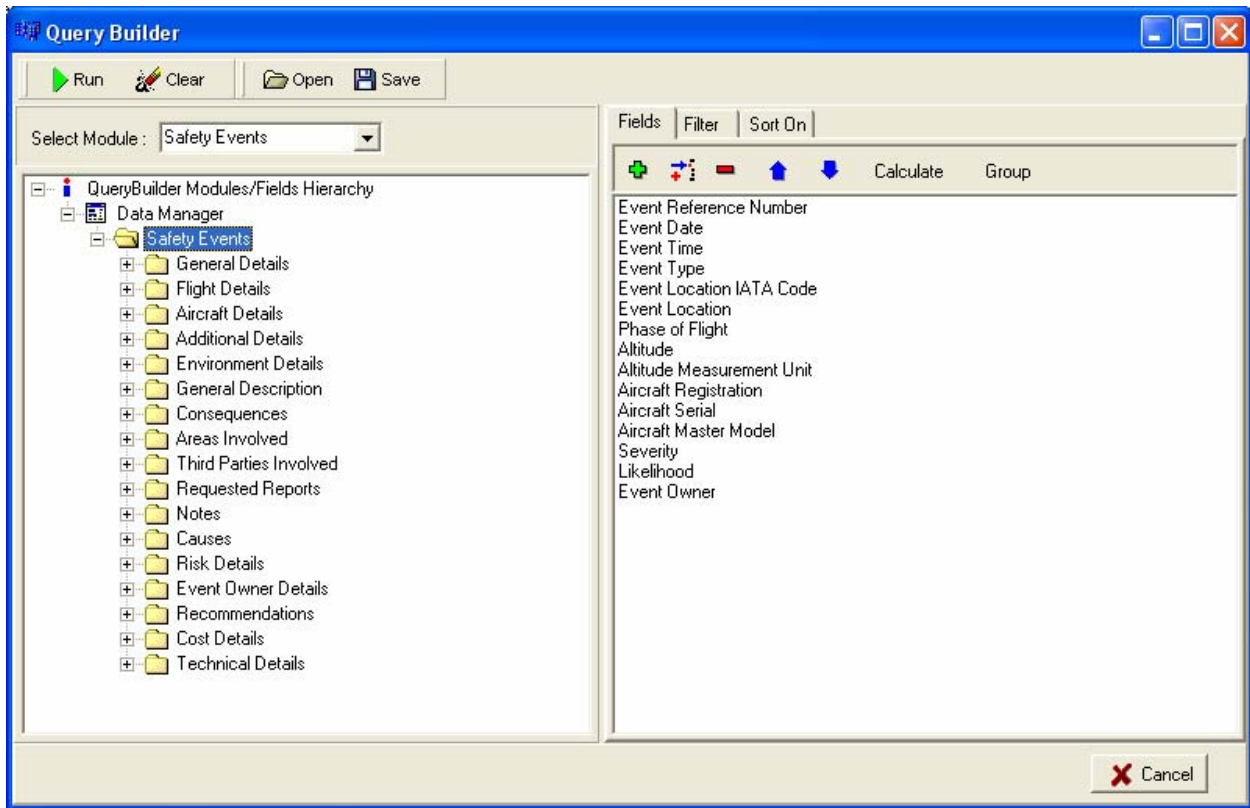 Query Builder
Run Clear Open Save
Select Module : Safety Events
QueryBuilder Modules/Fields Hierarchy
Data Manager
Safety Events
General Details
Flight Details
Aircraft Details
Additional Details
Environment Details
General Description
Consequences
Areas Involved
Third Parties Involved
Requested Reports
Notes
Causes
Risk Details
Event Owner Details
Recommendations
Cost Details
Technical Details
Fields Filter Sort On
Calculate Group
Event Reference Number
Event Date
Event Time
Event Type
Event Location IATA Code
Event Location
Phase of Flight
Altitude
Altitude Measurement Unit
Aircraft Registration
Aircraft Serial
Aircraft Master Model
Severity
Likelihood
Event Owner
Cancel